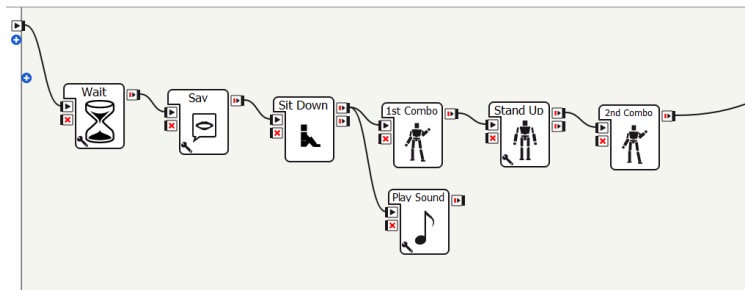 Wait
Say
Sit Down
1st Combo
Stand Up
2nd Combo
Play Sound